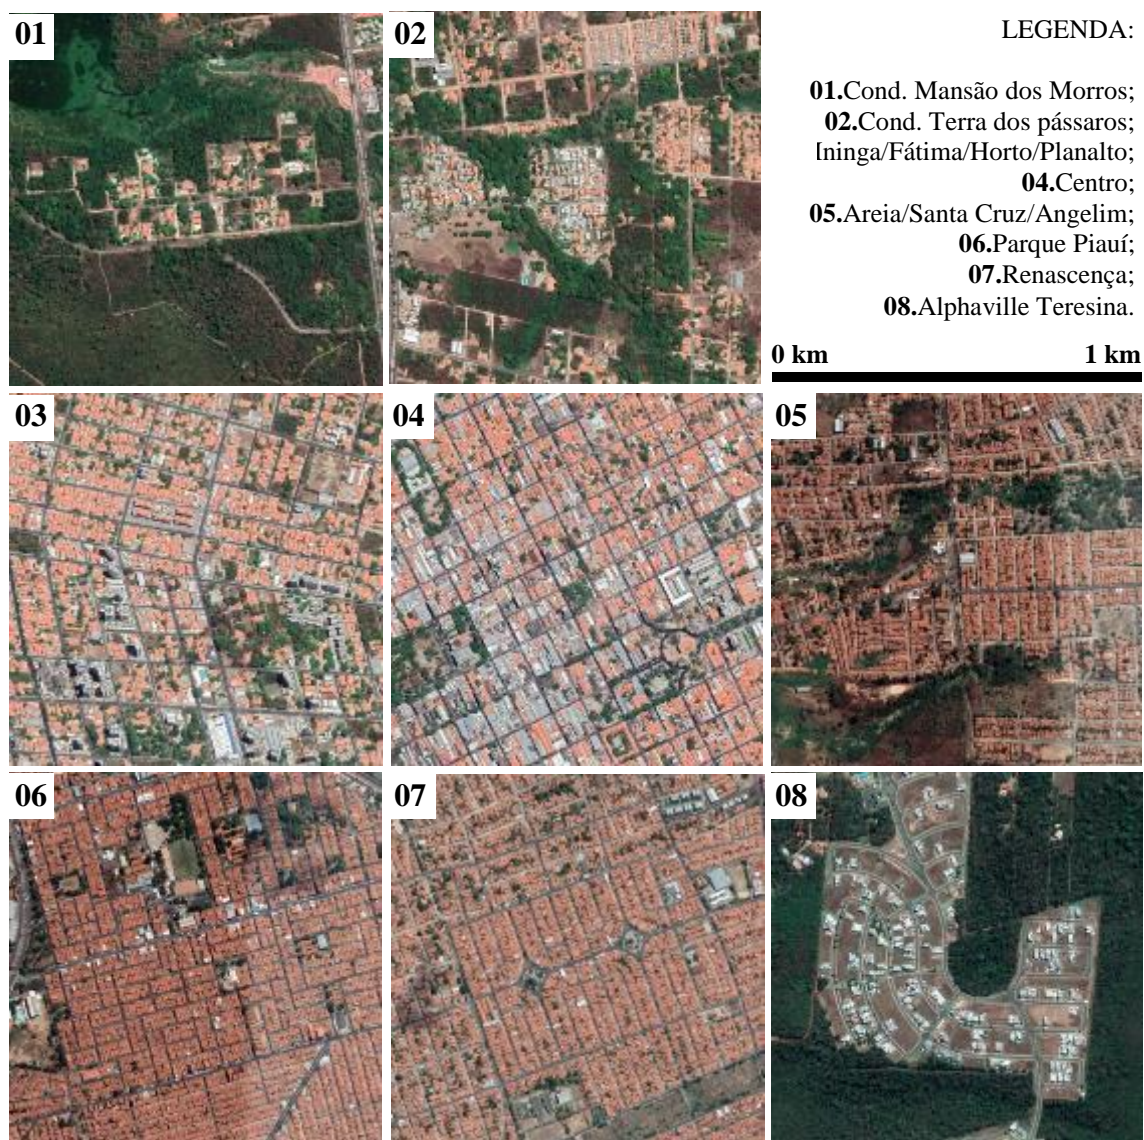 01
02
LEGENDA:
01.Cond. Mansão dos Morros;
02.Cond. Terra dos pássaros;
ninga/Fátima/Horto/Planalto;
04.Centro;
05.Areia/Santa Cruz/Angelim;
06.Parque Piauí;
07.Renascença;
08.Alphaville Teresina.
0 km 1 km
03
04
05
06
07
08